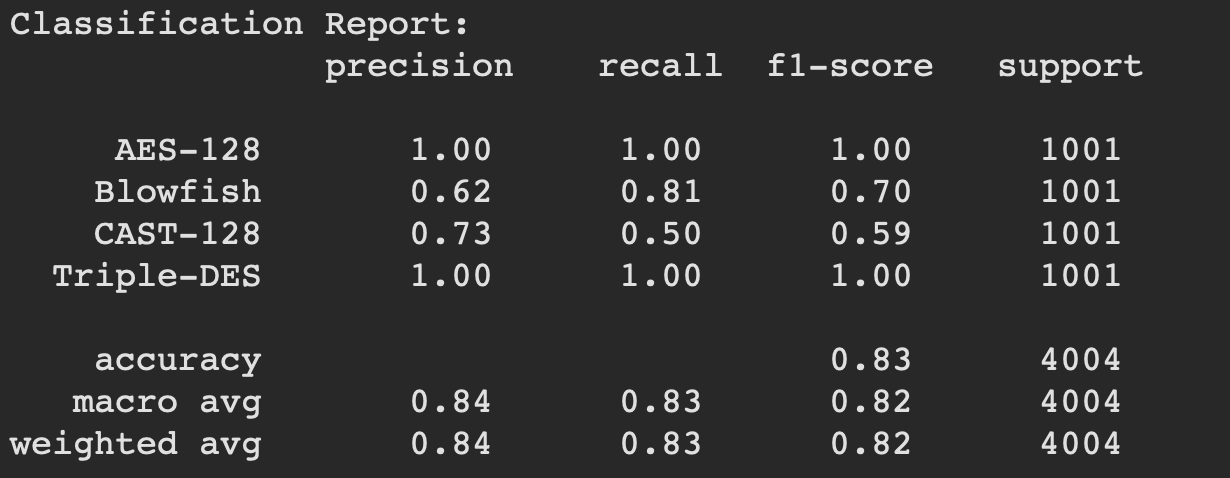 Classification Report:
precision recall f1-score support
AES-128 1.00 1.00 1.00 1001
Blowfish 0.62 0.81 0.70 1001
CAST-128 0.73 0.50 0.59 1001
Triple-DES 1.00 1.00 1.00 1001
accuracy 0.83 4004
macro avg 0.84 0.83 0.82 4004
weighted avg 0.84 0.83 0.82 4004